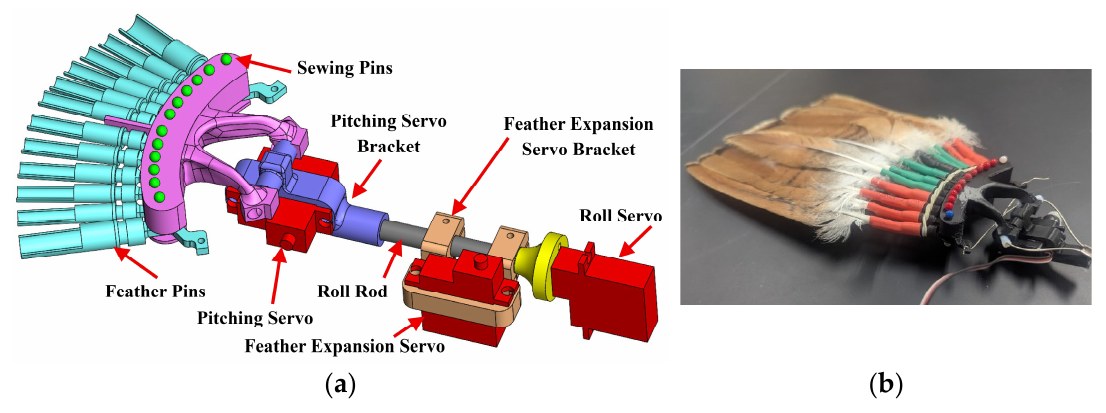 Sewing Pins
Pitching Servo
Bracket
Feather Expansion
Servo Bracket
Roll Servo
Feather Pins
Roll Rod
Pitching Servo
Feather Expansion Servo
(a)
(b)